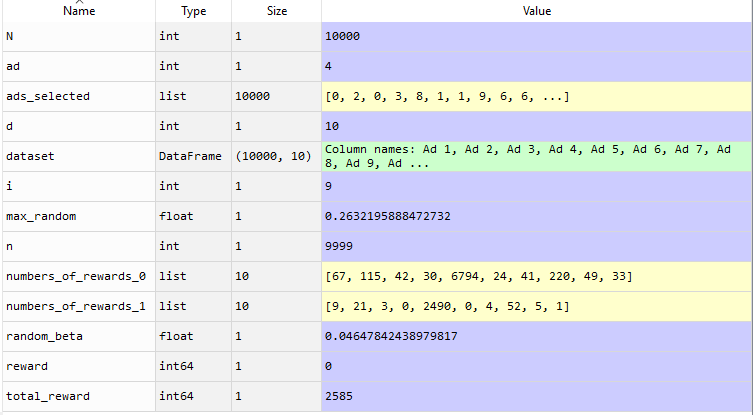 Name Type Size Value
N int 1 10000
ad int 1 4
ads_selected list 10000 [0, 2, 0, 3, 8, 1, 1, 9, 6, 6, ...]
d int 1 10
dataset DataFrame (10000, 10) Column names: Ad 1, Ad 2, Ad 3, Ad 4, Ad 5, Ad 6, Ad 7, Ad
8, Ad 9, Ad ...
i int 1 9
max_random float 1 0.2632195888472732
n int 1 9999
numbers_of_rewards_0 list 10 [67, 115, 42, 30, 6794, 24, 41, 220, 49, 33]
numbers_of_rewards_1 list 10 [9, 21, 3, 0, 2490, 0, 4, 52, 5, 1]
random_beta float 1 0.04647842438979817
reward int64 1 0
total_reward int64 1 2585